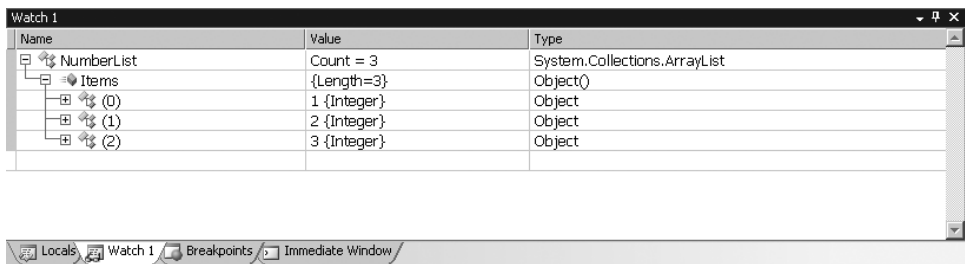 Watch 1
Name Value Type
NumberList Count = 3 System.Collections.ArrayList
Items {Length=3} Object()
(0) 1 {Integer} Object
(1) 2 {Integer} Object
(2) 3 {Integer} Object
Locals Watch 1 Breakpoints Immediate Window